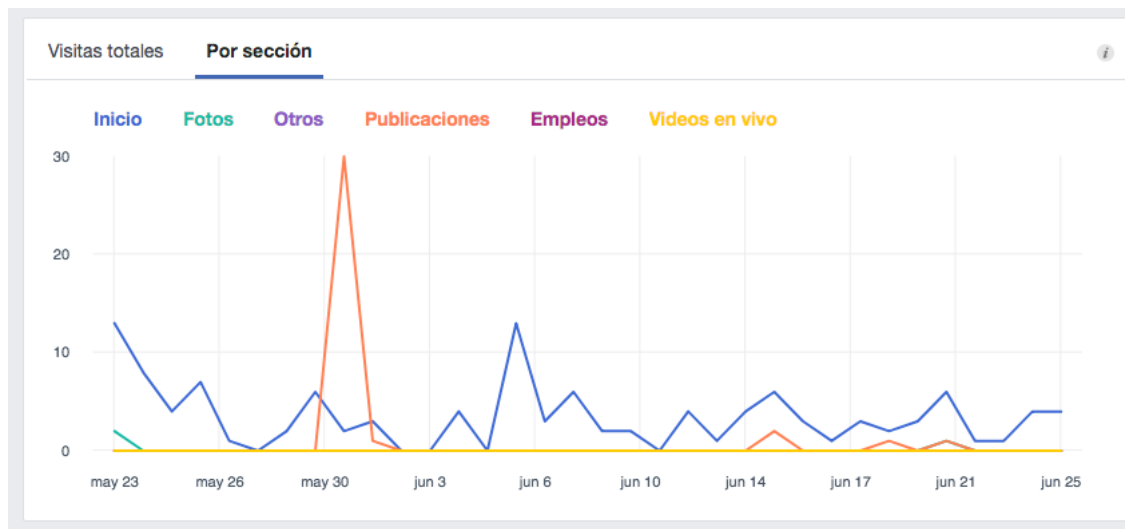 Visitas totales Por sección i
Inicio Fotos Otros Publicaciones Empleos Videos en vivo
30
20
10
0
may 23 may 26 may 30 jun 3 jun 6 jun 10 jun 14 jun 17 jun 21 jun 25